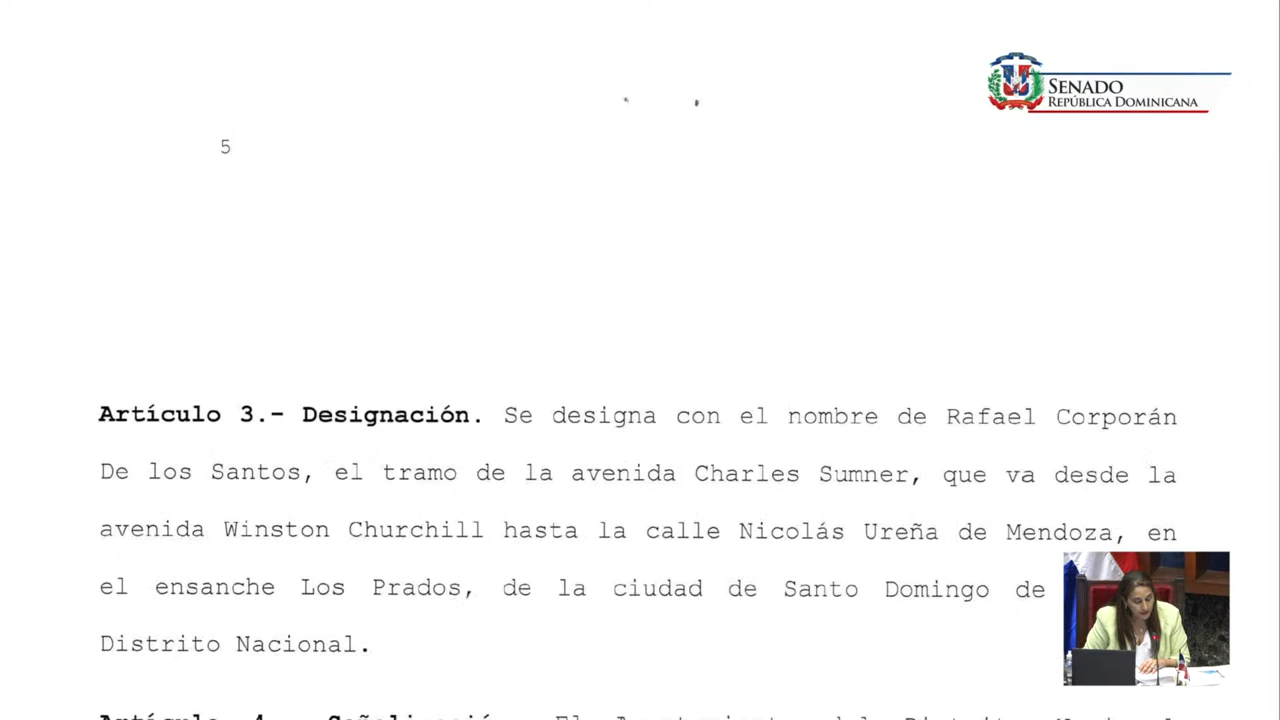 SENADO
REPÚBLICA DOMINICANA
5
Artículo 3.- Designación. Se designa con el nombre de Rafael Corporán
De los Santos, el tramo de la avenida Charles Sumner, que va desde la
avenida Winston Churchill hasta la calle Nicolás Ureña de Mendoza, en
el ensanche Los Prados, de la ciudad de Santo Domingo de
Distrito Nacional.